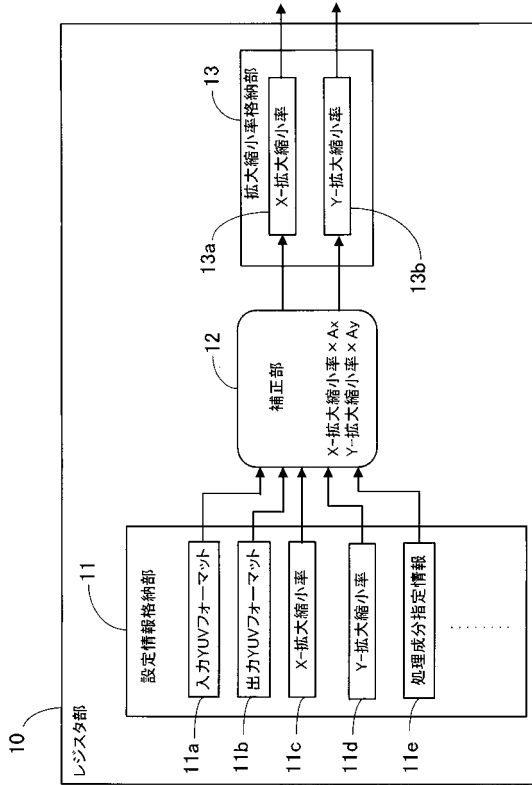 10
レジスタ部
11
設定情報格納部
11a
入力YUVフォーマット
11b
出力YUVフォーマット
11c
X-拡大縮小率
11d
Y-拡大縮小率
11e
処理成分指定情報
........
12
補正部
X-拡大縮小率×Ax
Y-拡大縮小率×Ay
13
拡大縮小率格納部
13a
X-拡大縮小率
13b
Y-拡大縮小率